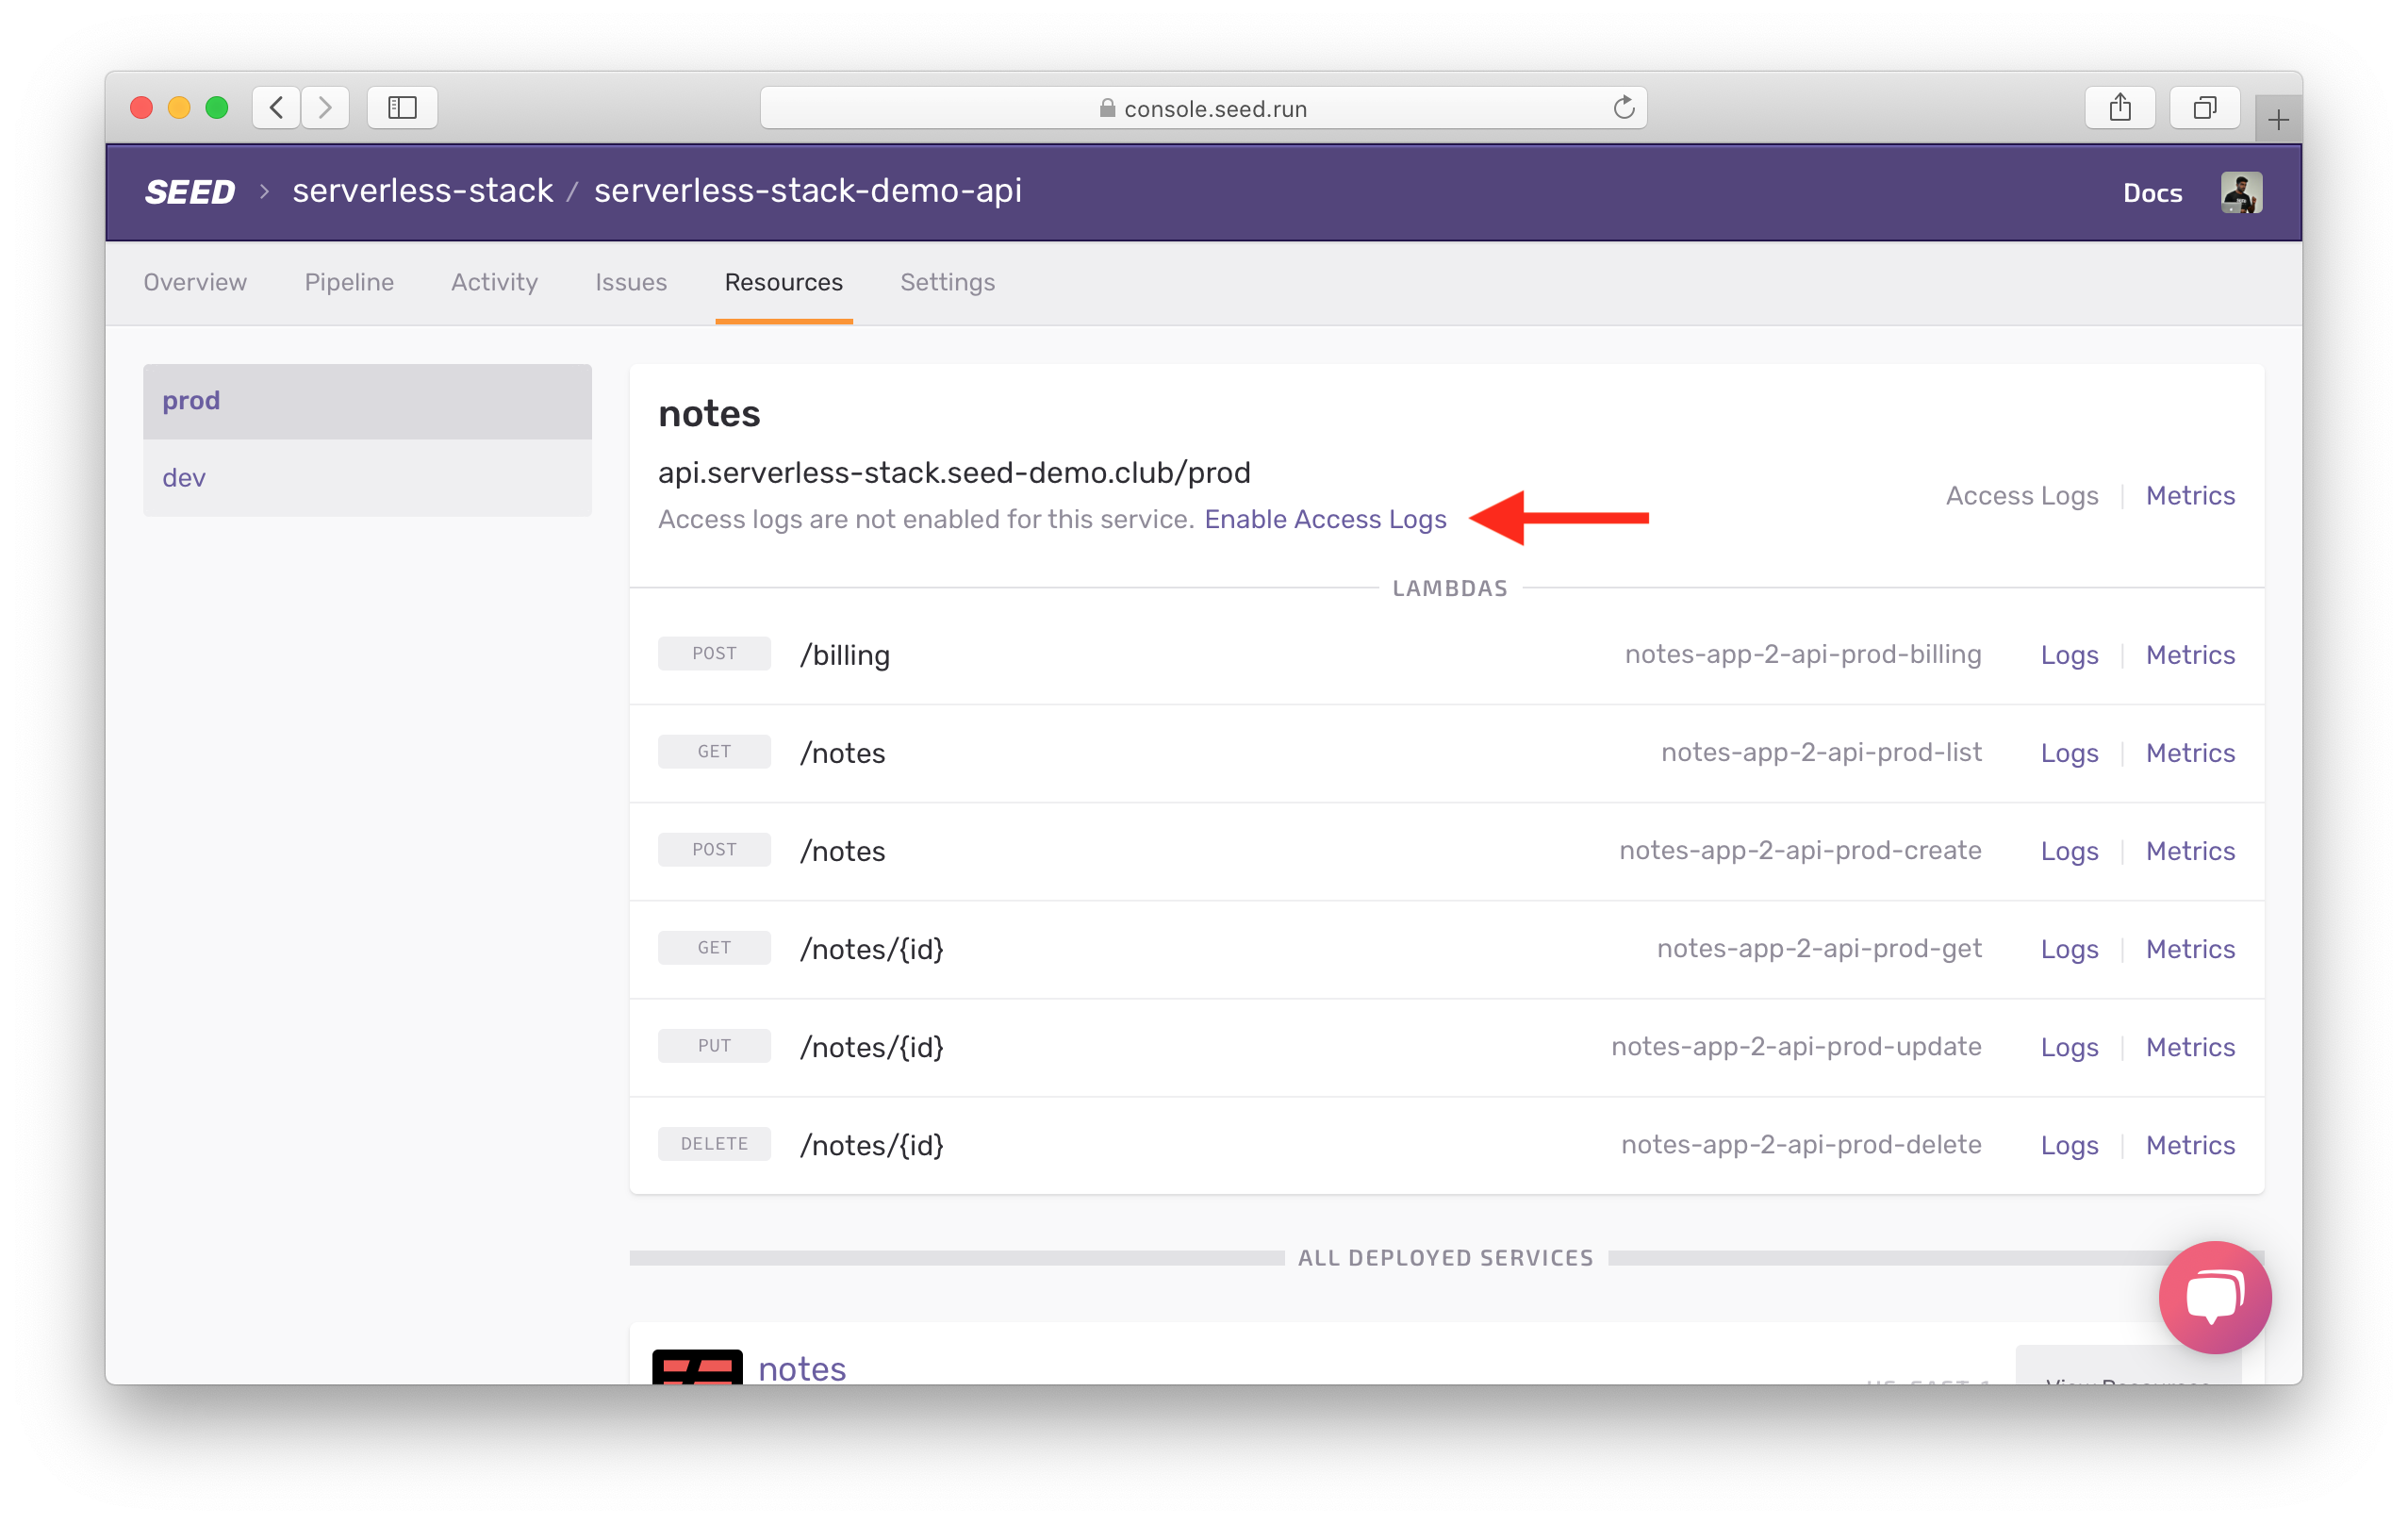 console.seed.run
SEED > serverless-stack / serverless-stack-demo-api Docs
Overview Pipeline Activity Issues Resources Settings
prod
dev
notes
api.serverless-stack.seed-demo.club/prod
Access logs are not enabled for this service. Enable Access Logs
Access Logs | Metrics
LAMBDAS
POST /billing notes-app-2-api-prod-billing Logs | Metrics
GET /notes notes-app-2-api-prod-list Logs | Metrics
POST /notes notes-app-2-api-prod-create Logs | Metrics
GET /notes/{id} notes-app-2-api-prod-get Logs | Metrics
PUT /notes/{id} notes-app-2-api-prod-update Logs | Metrics
DELETE /notes/{id} notes-app-2-api-prod-delete Logs | Metrics
ALL DEPLOYED SERVICES
notes US-EAST-1 View Resources